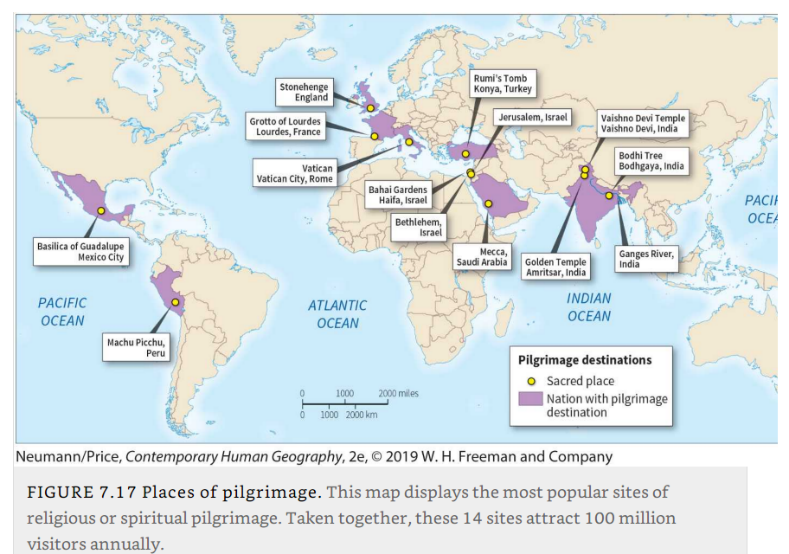 Stonehenge
England
Grotto of Lourdes
Lourdes, France
Vatican
Vatican City, Rome
Rumi's Tomb
Konya, Turkey
Jerusalem, Israel
Vaishno Devi Temple
Vaishno Devi, India
Bodhi Tree
Bodhgaya, India
Bahai Gardens
Haifa, Israel
Bethlehem,
Israel
Mecca,
Saudi Arabia
Golden Temple
Amritsar, India
Ganges River,
India
Basilica of Guadalupe
Mexico City
Machu Picchu,
Peru
PACIFIC
OCEAN
ATLANTIC
OCEAN
INDIAN
OCEAN
PACIF
OCEA
0 1000 2000 miles
0 1000 2000 km
Pilgrimage destinations
Sacred place
Nation with pilgrimage
destination
Neumann/Price, Contemporary Human Geography, 2e, © 2019 W. H. Freeman and Company
FIGURE 7.17 Places of pilgrimage. This map displays the most popular sites of
religious or spiritual pilgrimage. Taken together, these 14 sites attract 100 million
visitors annually.